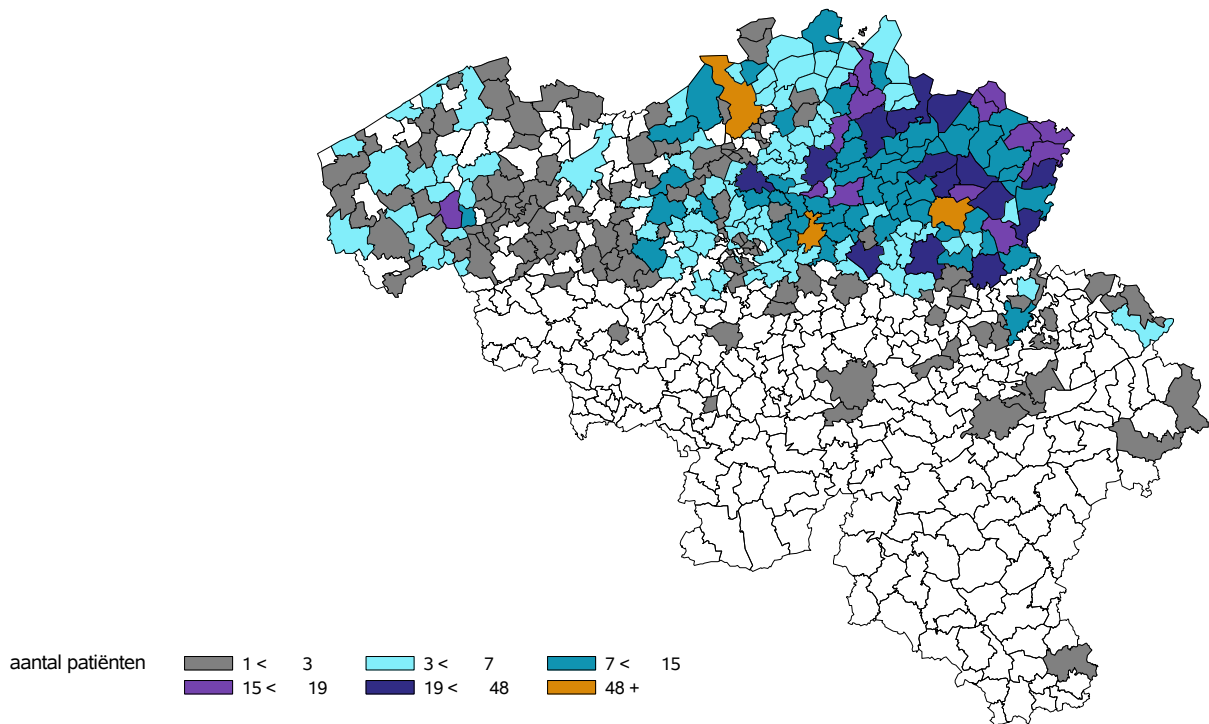 aantal patiënten 1 < 3 3 < 7 7 < 15
15 < 19 19 < 48 48 +